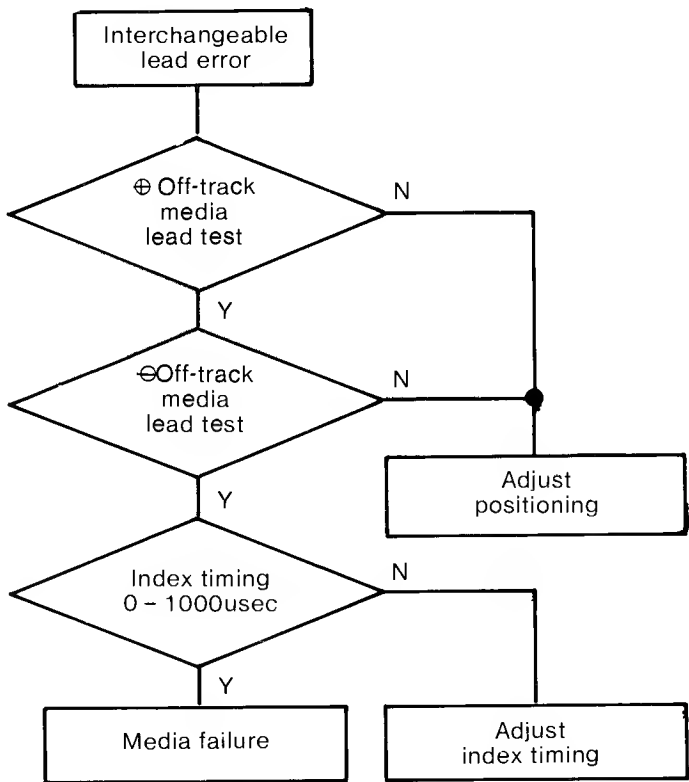 Interchangeable
lead error
⊕ Off-track
media
lead test
N
Y
⊖Off-track
media
lead test
N
Y
Adjust
positioning
Index timing
0 – 1000usec
N
Y
Media failure
Adjust
index timing